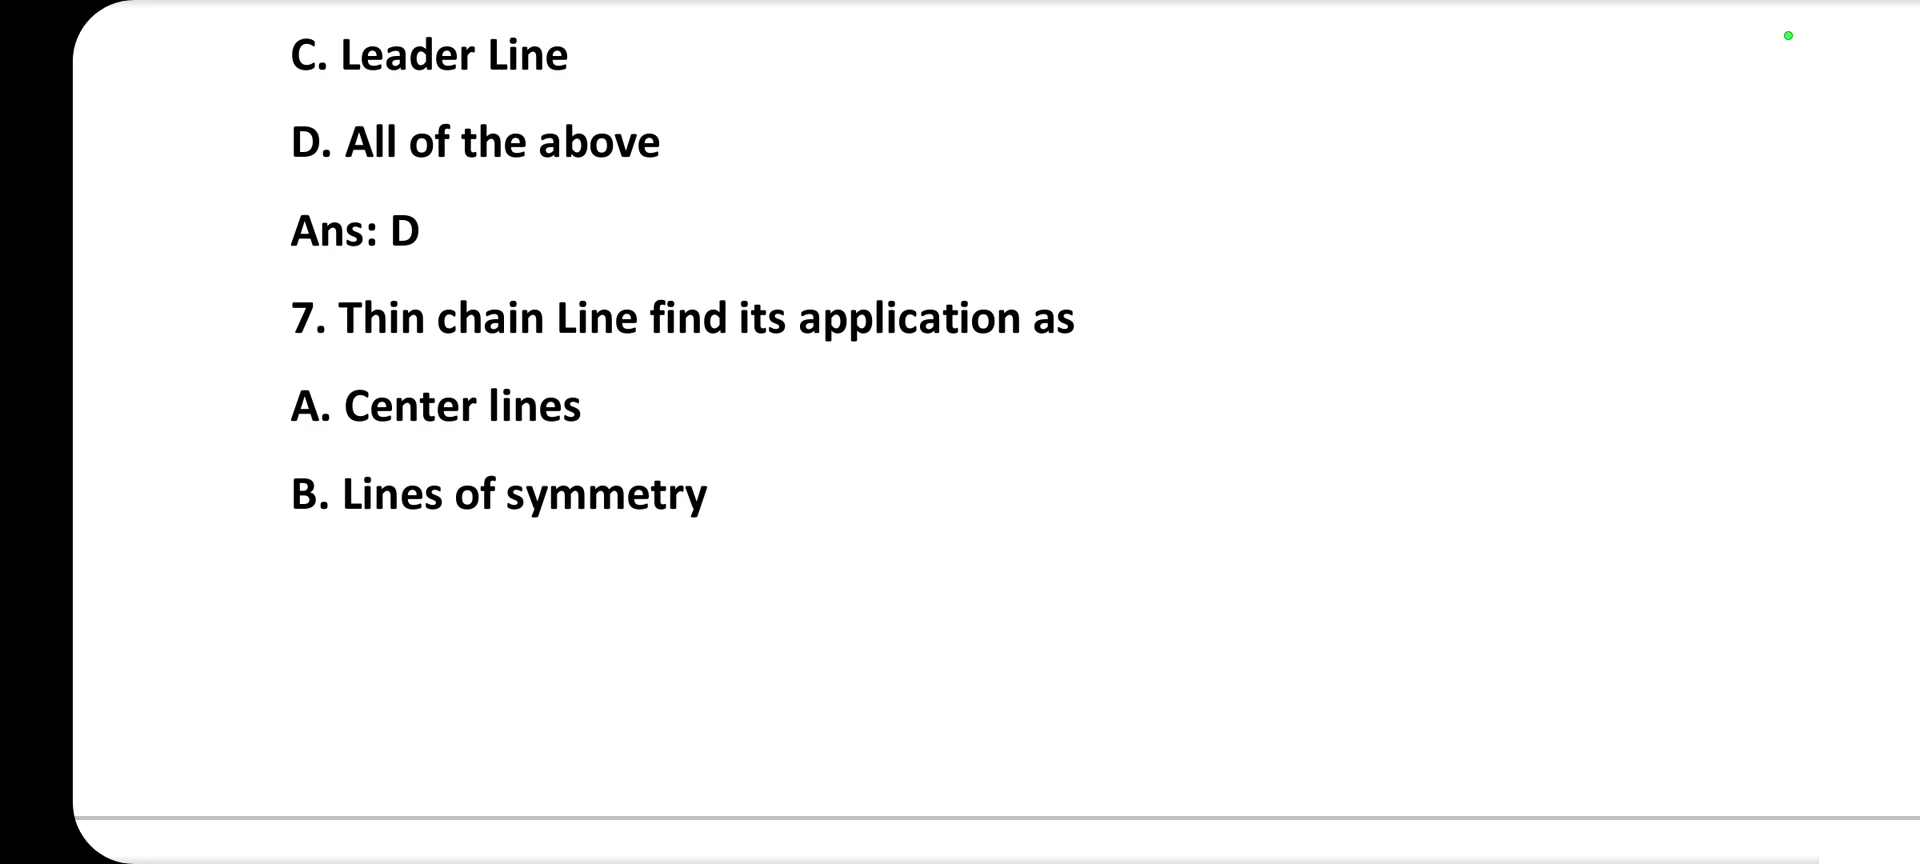 C. Leader Line
D. All of the above
Ans: D
7. Thin chain Line find its application as
A. Center lines
B. Lines of symmetry